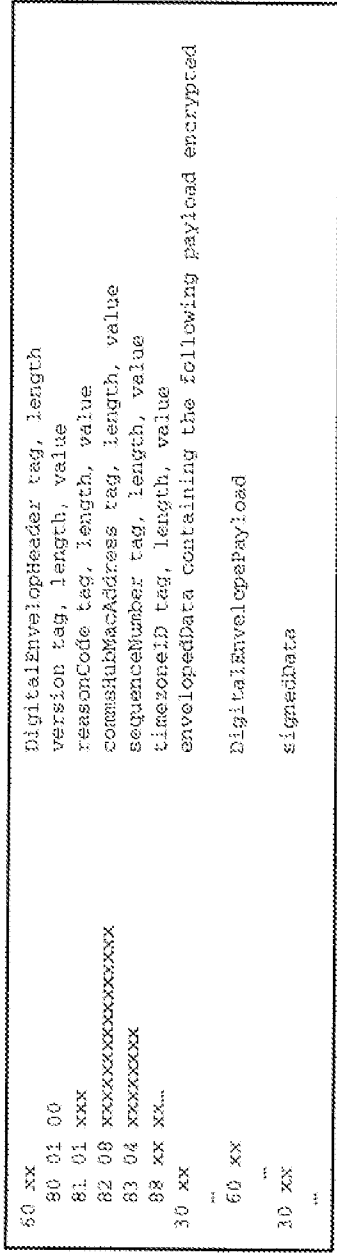 60 xx DigitalEnvelopHeader tag, length
80 01 00 version tag, length, value
81 01 xxx reasonCode tag, length, value
82 08 xxxxxxxxxxxxxxxx commsHubMacAddress tag, length, value
83 04 xxxxxxxx sequenceNumber tag, length, value
88 xx xx… timezoneID tag, length, value
30 xx envelopedData containing the following payload encrypted
…
60 xx DigitalEnvelopePayload
…
30 xx signedData
…